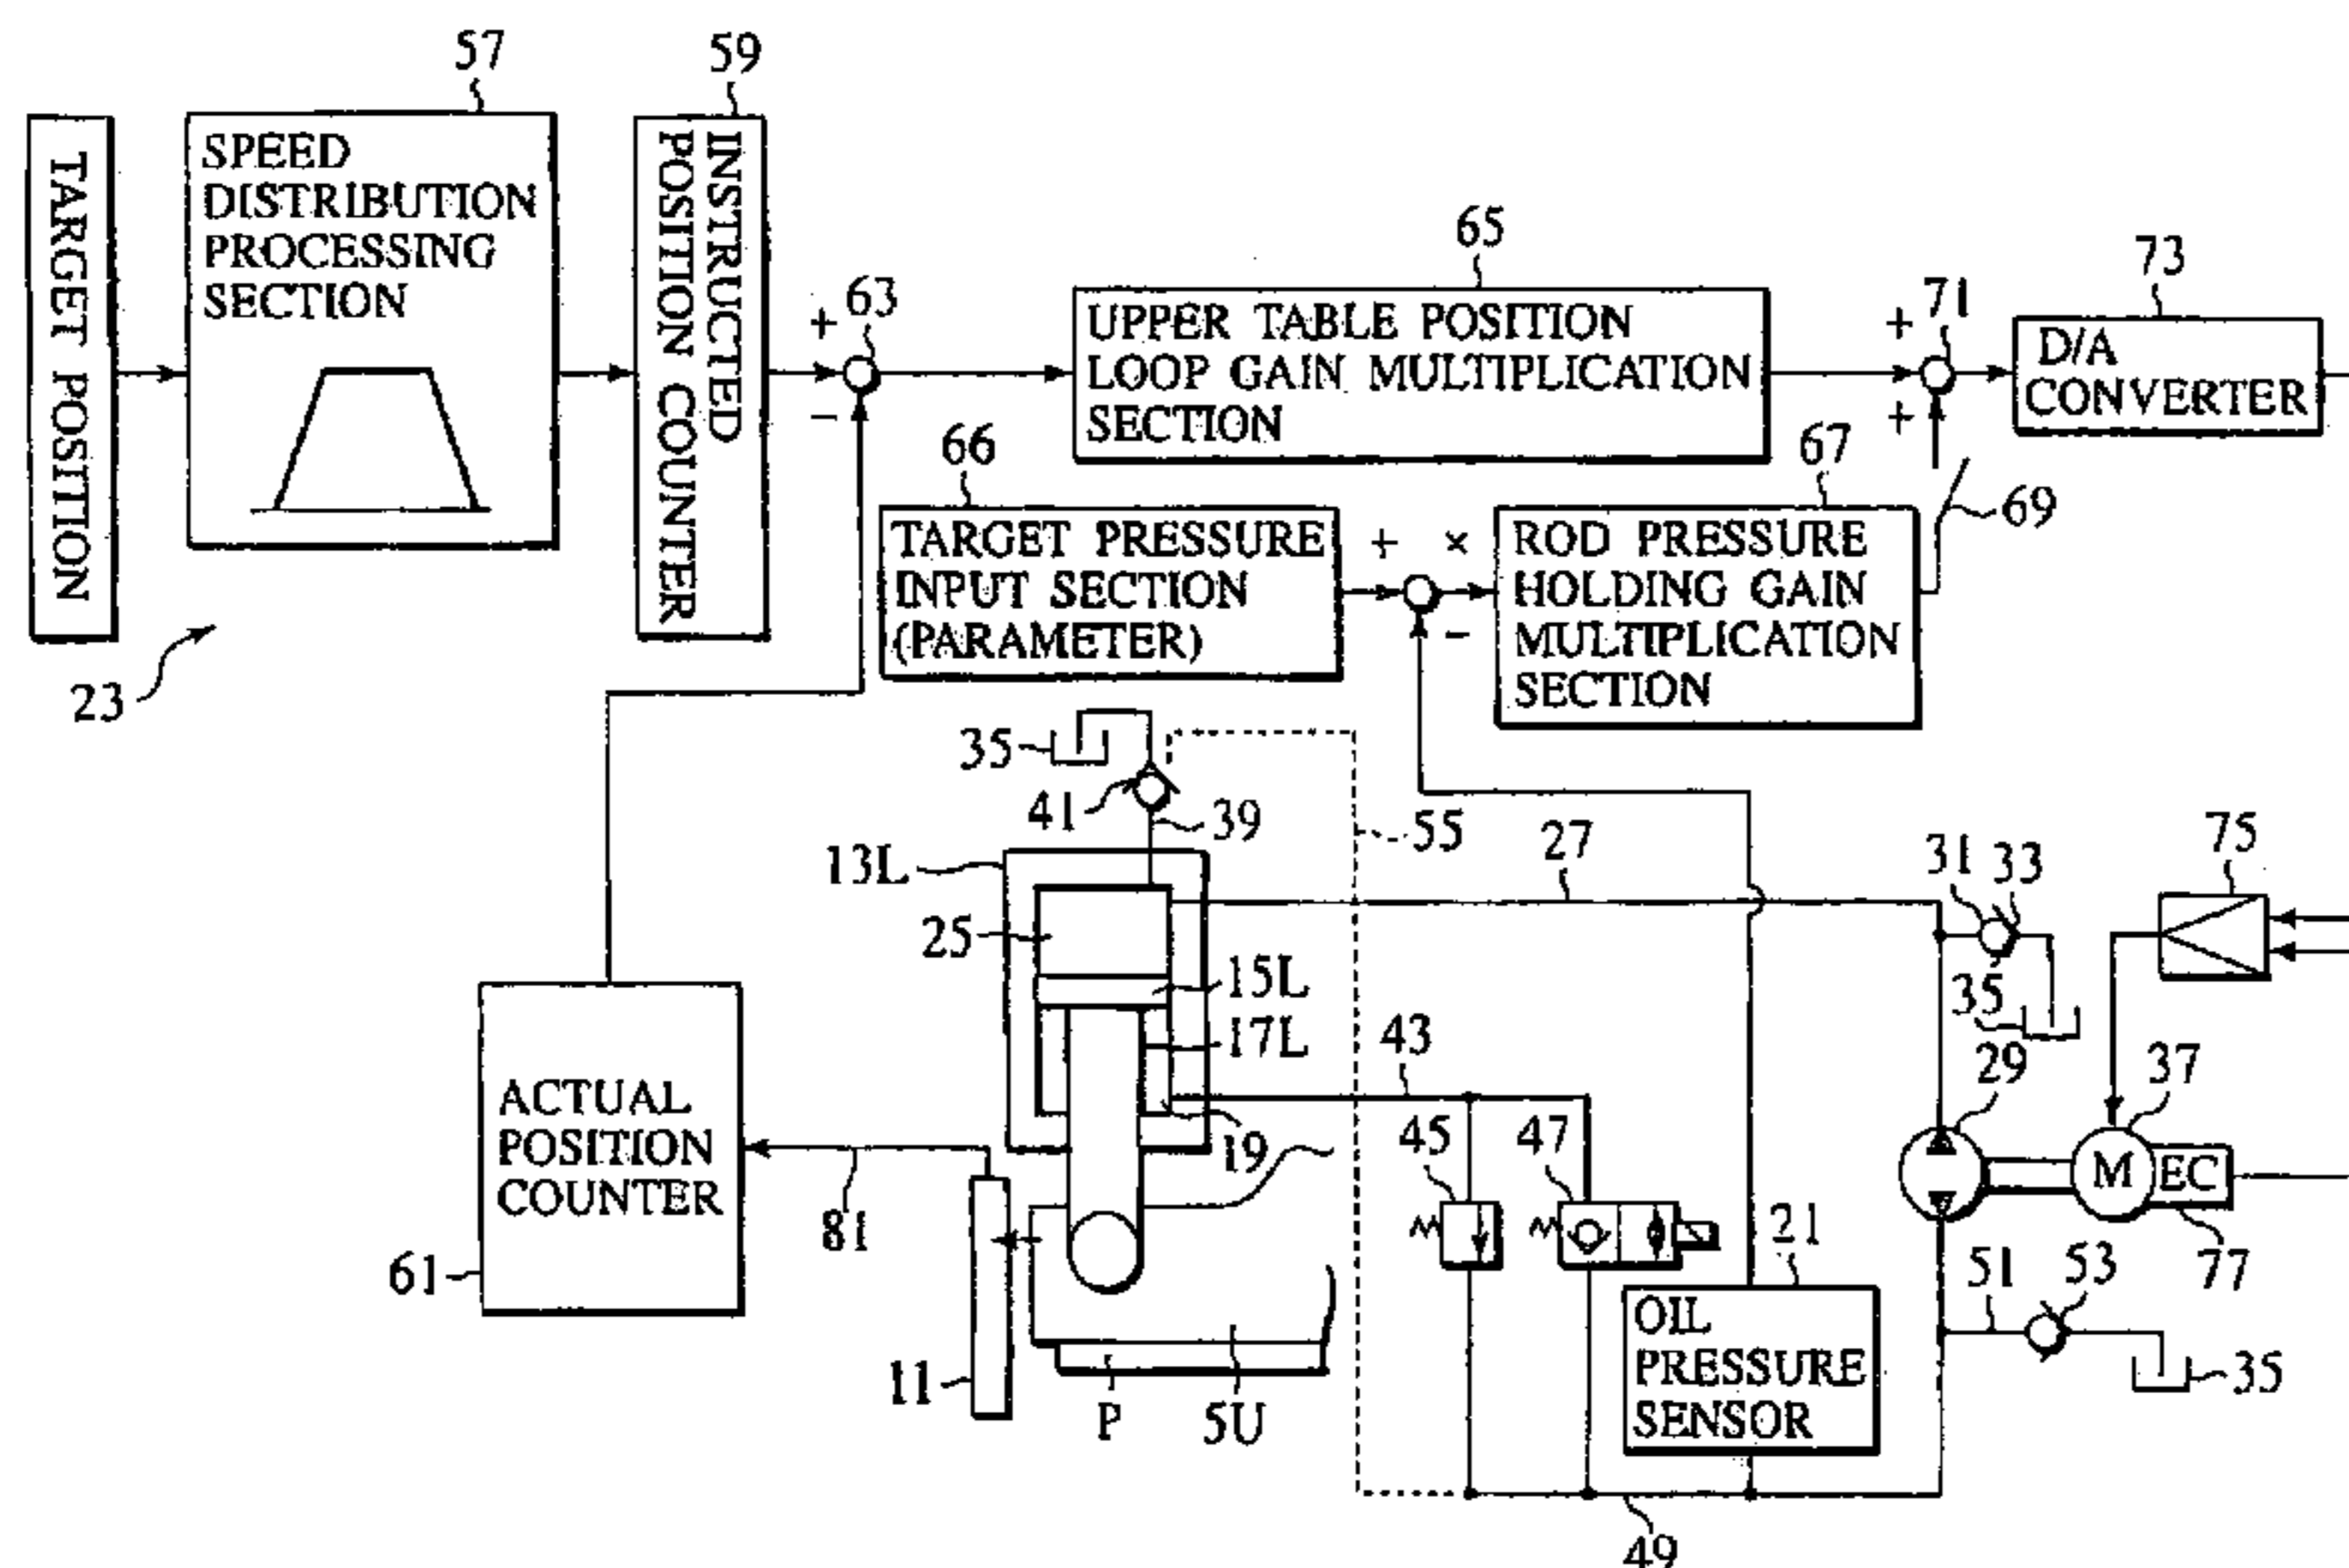 57
59
TARGET POSITION
SPEED
DISTRIBUTION
PROCESSING
SECTION
INSTRUCTED
POSITION COUNTER
23
+
63
−
65
UPPER TABLE POSITION
LOOP GAIN MULTIPLICATION
SECTION
+
71
+
73
D/A
CONVERTER
66
TARGET PRESSURE
INPUT SECTION
(PARAMETER)
+
×
−
67
ROD PRESSURE
HOLDING GAIN
MULTIPLICATION
SECTION
69
35
41
39
55
13L
25
15L
17L
19
27
43
45
47
31
33
35
75
29
37
M
EC
77
21
OIL
PRESSURE
SENSOR
51
53
35
49
ACTUAL
POSITION
COUNTER
61
81
11
P
5U